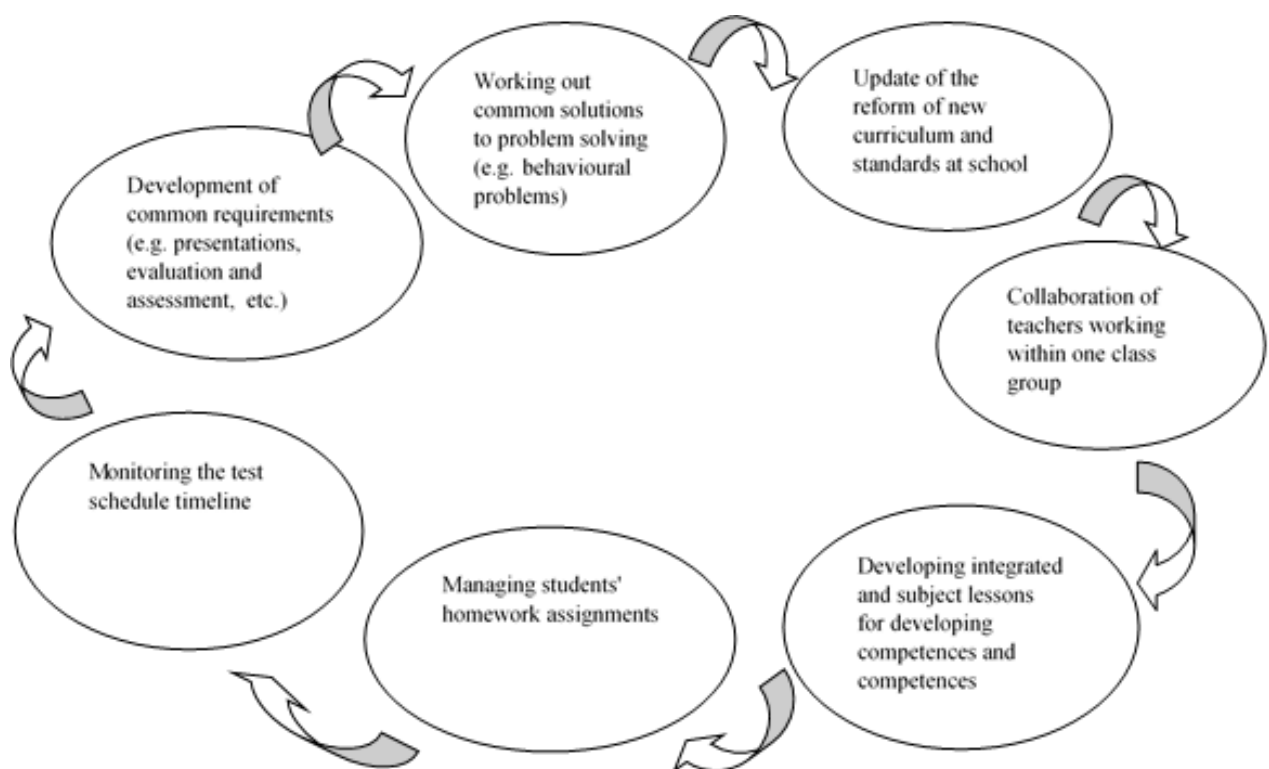 Working out
common solutions
to problem solving
(e.g. behavioural
problems)
Update of the
reform of new
curriculum and
standards at school
Collaboration of
teachers working
within one class
group
Developing integrated
and subject lessons
for developing
competences and
competences
Managing students'
homework assignments
Monitoring the test
schedule timeline
Development of
common requirements
(e.g. presentations,
evaluation and
assessment, etc.)